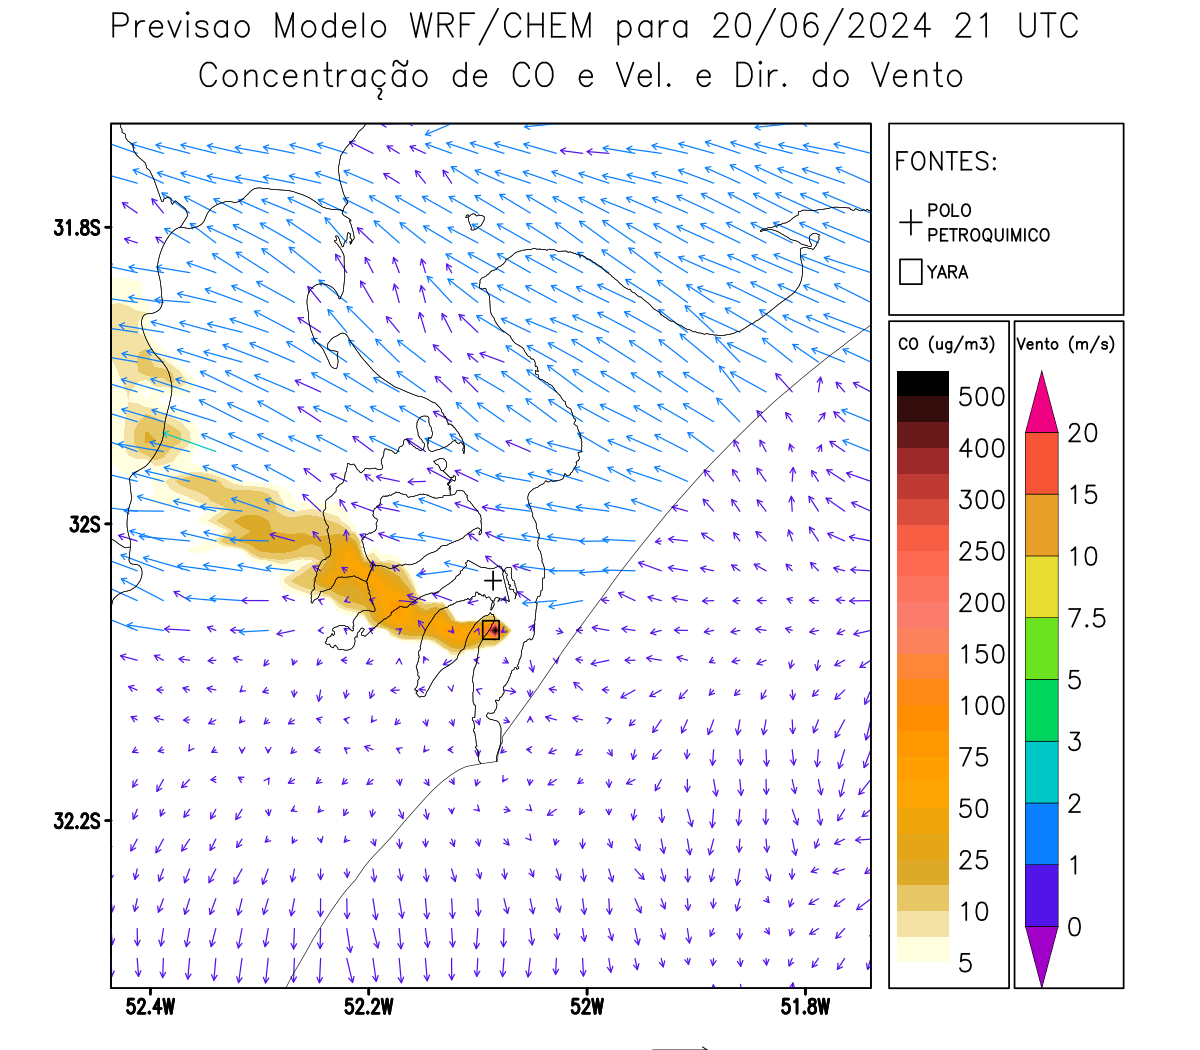 Previsao Modelo WRF/CHEM para 20/06/2024 21 UTC
Concentração de CO e Vel. e Dir. do Vento
FONTES:
POLO
PETROQUIMICO
YARA
31.8S
32S
32.2S
52.4W
52.2W
52W
51.8W
CO (ug/m3)
500
400
300
250
200
150
100
75
50
25
10
5
Vento (m/s)
20
15
10
7.5
5
3
2
1
0